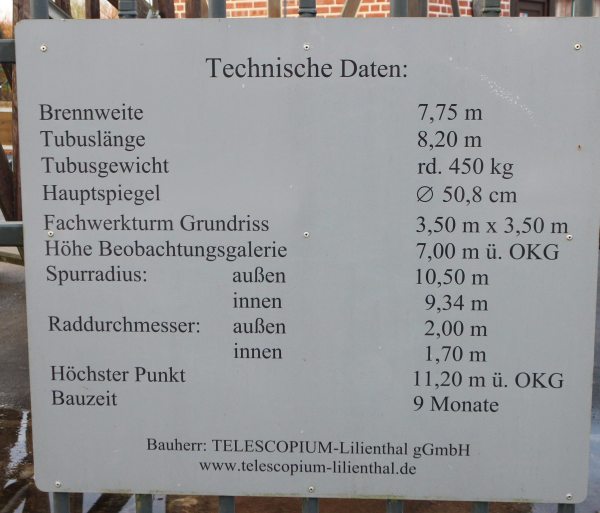 Technische Daten:
Brennweite 7,75 m
Tubuslänge 8,20 m
Tubusgewicht rd. 450 kg
Hauptspiegel ∅ 50,8 cm
Fachwerkturm Grundriss 3,50 m x 3,50 m
Höhe Beobachtungsgalerie 7,00 m ü. OKG
Spurradius: außen 10,50 m
innen 9,34 m
Raddurchmesser: außen 2,00 m
innen 1,70 m
Höchster Punkt 11,20 m ü. OKG
Bauzeit 9 Monate
Bauherr: TELESCOPIUM-Lilienthal gGmbH
www.telescopium-lilienthal.de